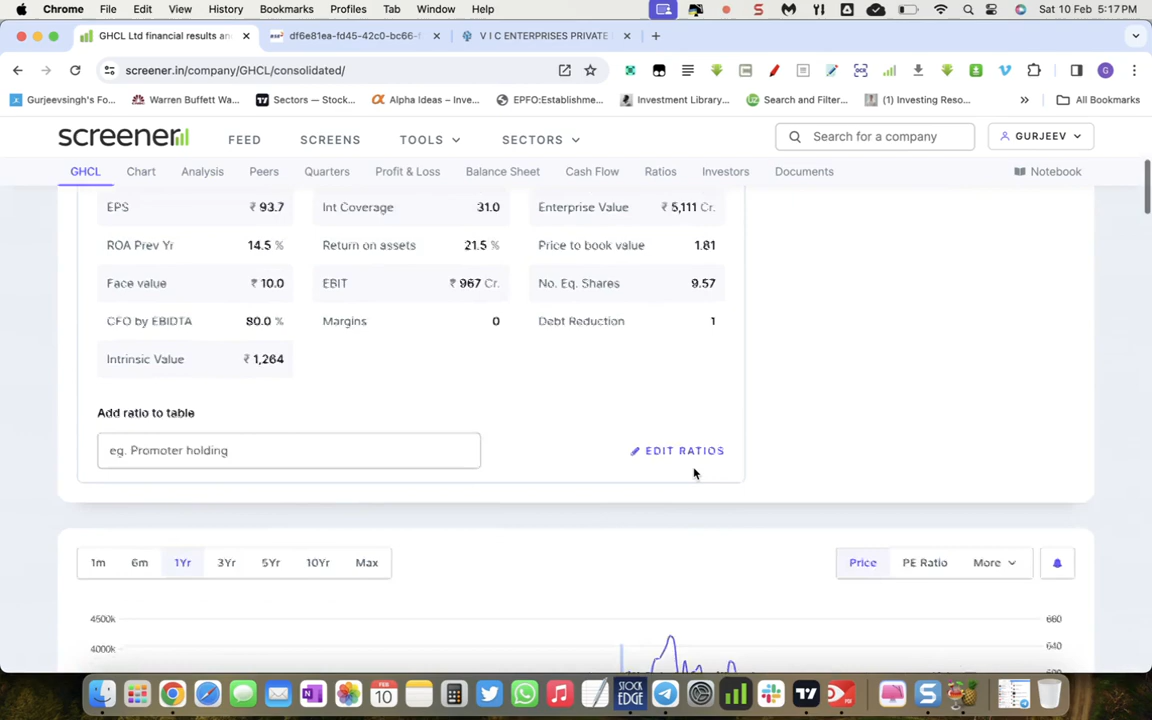 Chrome File Edit View History Bookmarks Profiles Tab Window Help Sat 10 Feb 5:17 PM
GHCL Ltd financial results an df6e81ea-fd45-42c0-bc66- V I C ENTERPRISES PRIVATE
screener.in/company/GHCL/consolidated/
Gurjeevsingh's Fo... Warren Buffett Wa... Sectors — Stock... Alpha Ideas – Inve... EPFO:Establishme... Investment Library... Search and Filter... (1) Investing Reso... All Bookmarks
screener FEED SCREENS TOOLS SECTORS Search for a company GURJEEV
GHCL Chart Analysis Peers Quarters Profit & Loss Balance Sheet Cash Flow Ratios Investors Documents Notebook
EPS ₹ 93.7 Int Coverage 31.0 Enterprise Value ₹ 5,111 Cr.
ROA Prev Yr 14.5 % Return on assets 21.5 % Price to book value 1.81
Face value ₹ 10.0 EBIT ₹ 967 Cr. No. Eq. Shares 9.57
CFO by EBIDTA 80.0 % Margins 0 Debt Reduction 1
Intrinsic Value ₹ 1,264
Add ratio to table
eg. Promoter holding EDIT RATIOS
1m 6m 1Yr 3Yr 5Yr 10Yr Max Price PE Ratio More
4500k 660
4000k 640
FEB
10
STOCK
EDGE